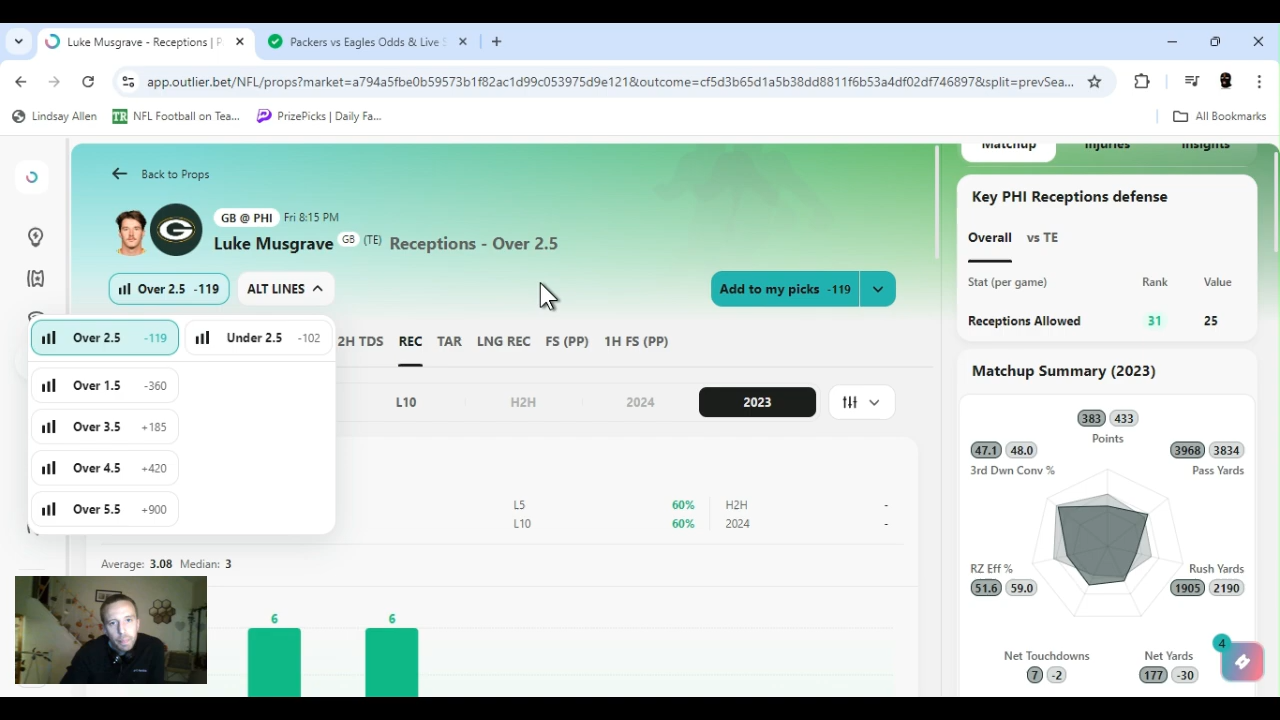 Luke Musgrave - Receptions | P
Packers vs Eagles Odds & Live S
app.outlier.bet/NFL/props?market=a794a5fbe0b59573b1f82ac1d99c053975d9e121&outcome=cf5d3b65d1a5b38dd8811f6b53a4df02df746897&split=prevSea...
Lindsay Allen
NFL Football on Tea...
PrizePicks | Daily Fa...
All Bookmarks
Back to Props
GB @ PHI Fri 8:15 PM
Luke Musgrave GB (TE) Receptions - Over 2.5
Over 2.5 -119
ALT LINES
Add to my picks -119
Over 2.5 -119
Under 2.5 -102
Over 1.5 -360
Over 3.5 +185
Over 4.5 +420
Over 5.5 +900
2H TDS REC TAR LNG REC FS (PP) 1H FS (PP)
L10 H2H 2024 2023
L5 60% H2H -
L10 60% 2024 -
Average: 3.08 Median: 3
6 6
Matchup Injuries Insights
Key PHI Receptions defense
Overall vs TE
Stat (per game) Rank Value
Receptions Allowed 31 25
Matchup Summary (2023)
383 433
Points
47.1 48.0
3rd Dwn Conv %
3968 3834
Pass Yards
RZ Eff %
51.6 59.0
Rush Yards
1905 2190
Net Touchdowns
7 -2
Net Yards
177 -30
4